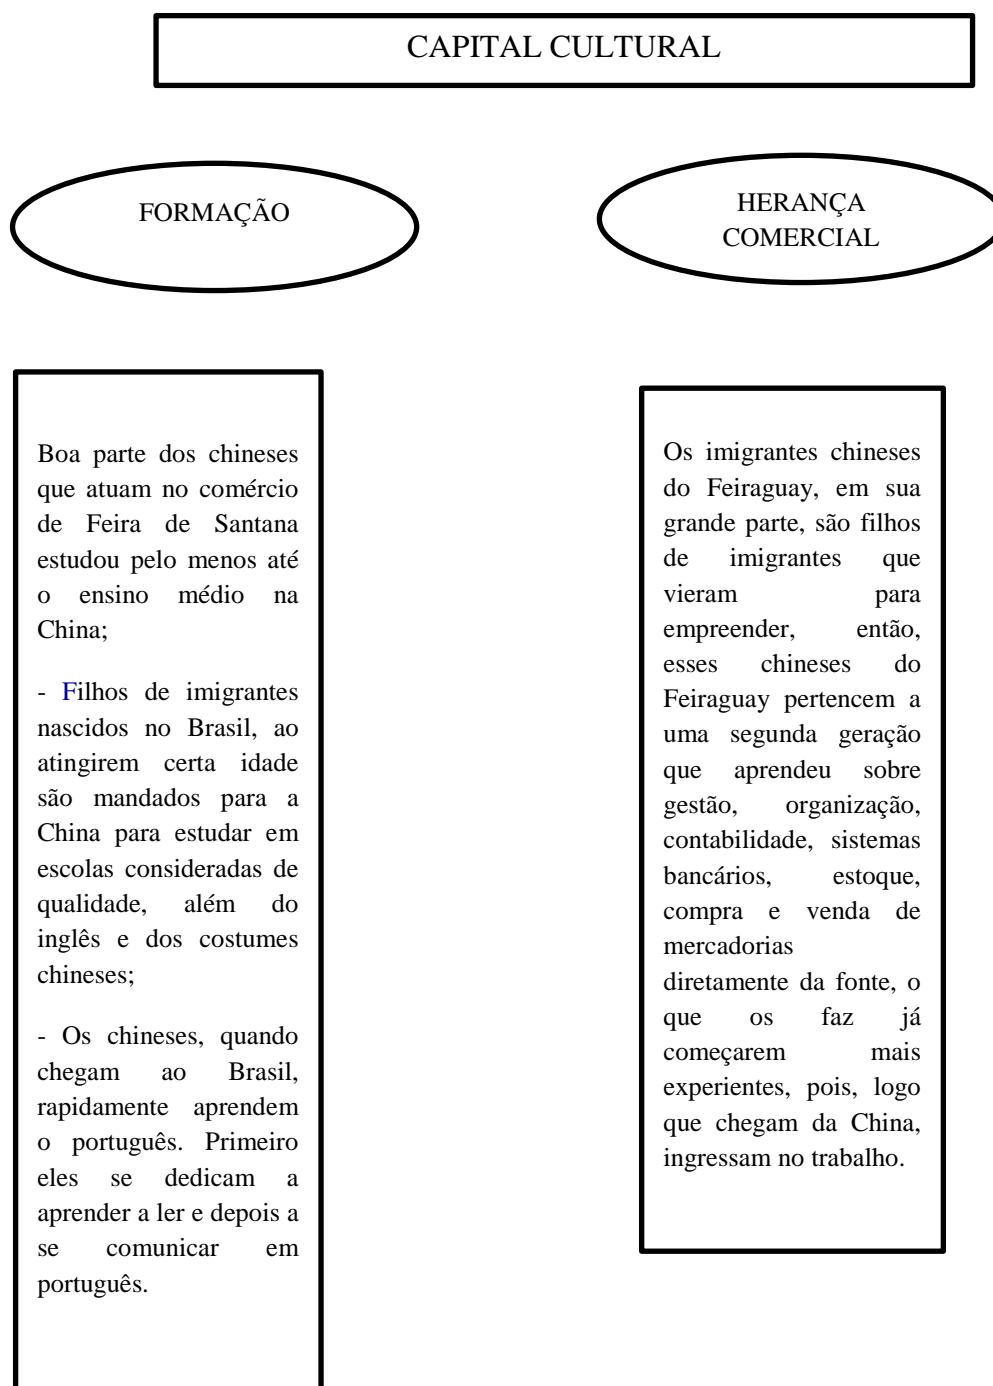 CAPITAL CULTURAL
FORMAÇÃO
HERANÇA
COMERCIAL
Boa parte dos chineses
que atuam no comércio
de Feira de Santana
estudou pelo menos até
o ensino médio na
China;
- Filhos de imigrantes
nascidos no Brasil, ao
atingirem certa idade
são mandados para a
China para estudar em
escolas consideradas de
qualidade, além do
inglês e dos costumes
chineses;
- Os chineses, quando
chegam ao Brasil,
rapidamente aprendem
o português. Primeiro
eles se dedicam a
aprender a ler e depois a
se comunicar em
português.
Os imigrantes chineses
do Feiraguay, em sua
grande parte, são filhos
de imigrantes que
vieram para
empreender, então,
esses chineses do
Feiraguay pertencem a
uma segunda geração
que aprendeu sobre
gestão, organização,
contabilidade, sistemas
bancários, estoque,
compra e venda de
mercadorias
diretamente da fonte, o
que os faz já
começarem mais
experientes, pois, logo
que chegam da China,
ingressam no trabalho.